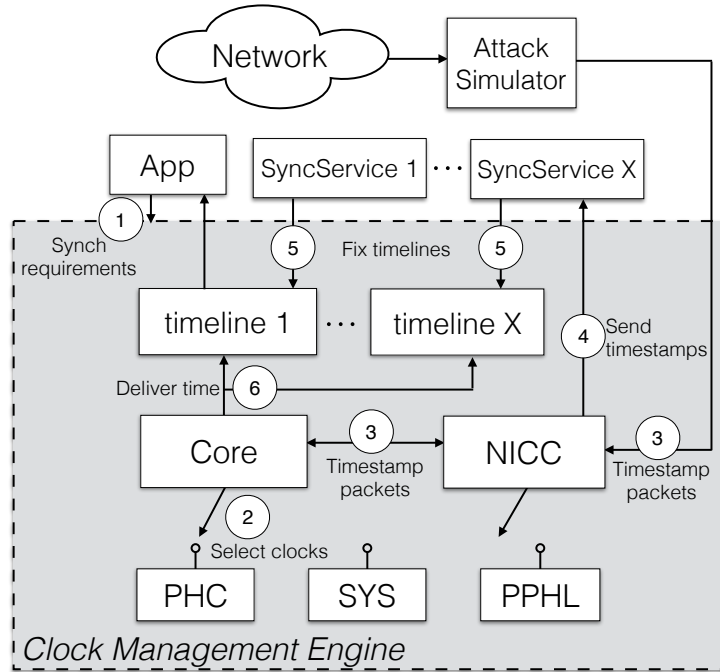 Network
Attack
Simulator
App
SyncService 1
SyncService X
1
Synch
requirements
5
Fix timelines
5
timeline 1
timeline X
4
Send
timestamps
Deliver time
6
Core
3
Timestamp
packets
NICC
3
Timestamp
packets
2
Select clocks
PHC
SYS
PPHL
Clock Management Engine